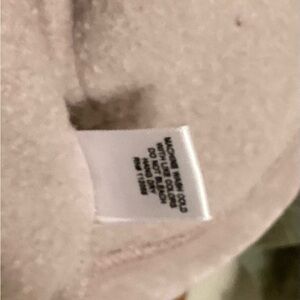 MACHINE WASH COLD
WITH LIKE COLORS
DO NOT BLEACH
HANG DRY